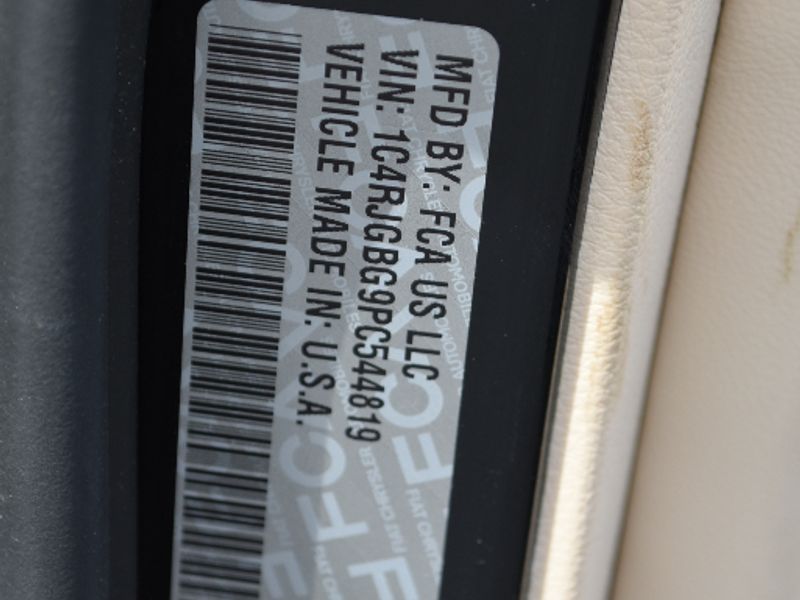 MFD BY: FCA US LLC
VIN: 1C4RJGBG9PC544819
VEHICLE MADE IN: U.S.A.